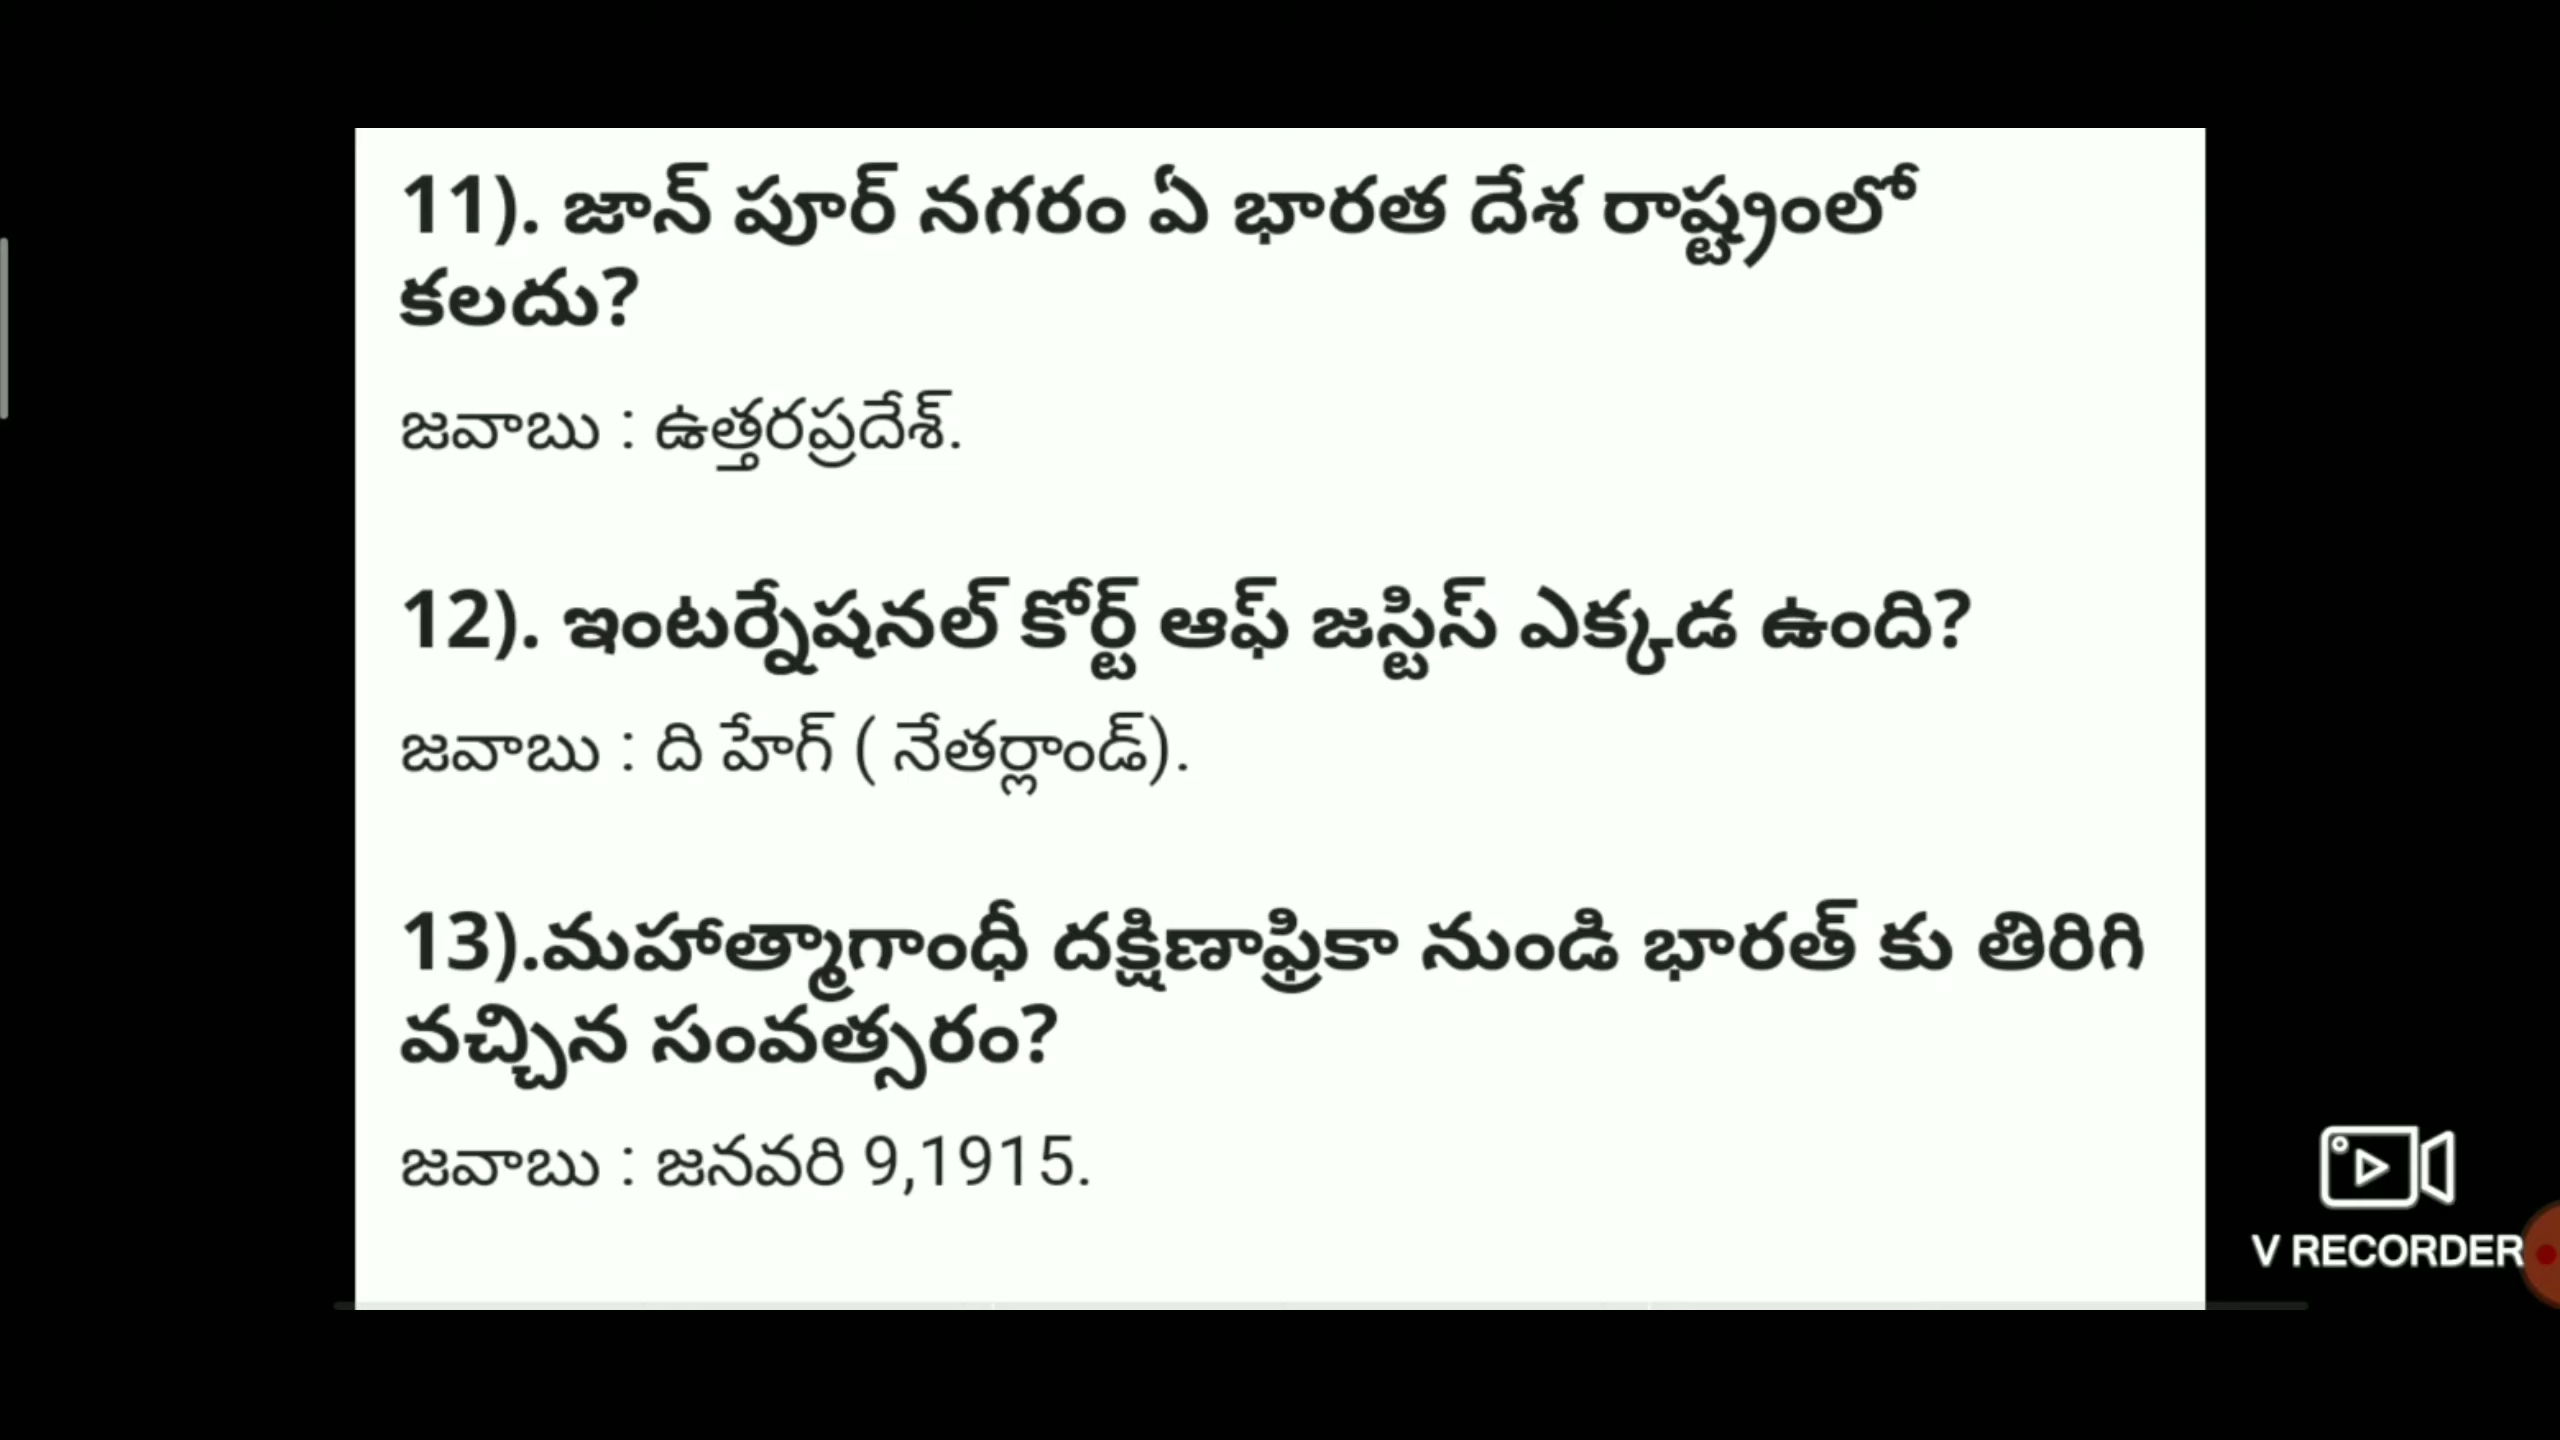 11). జాన్ పూర్ నగరం ఏ భారత దేశ రాష్ట్రంలో
కలదు?
జవాబు : ఉత్తరప్రదేశ్.
12). ఇంటర్నేషనల్ కోర్ట్ ఆఫ్ జస్టిస్ ఎక్కడ ఉంది?
జవాబు : ది హేగ్ ( నేతర్లాండ్).
13).మహాత్మాగాంధీ దక్షిణాఫ్రికా నుండి భారత్ కు తిరిగి
వచ్చిన సంవత్సరం?
జవాబు : జనవరి 9,1915.
V RECORDER